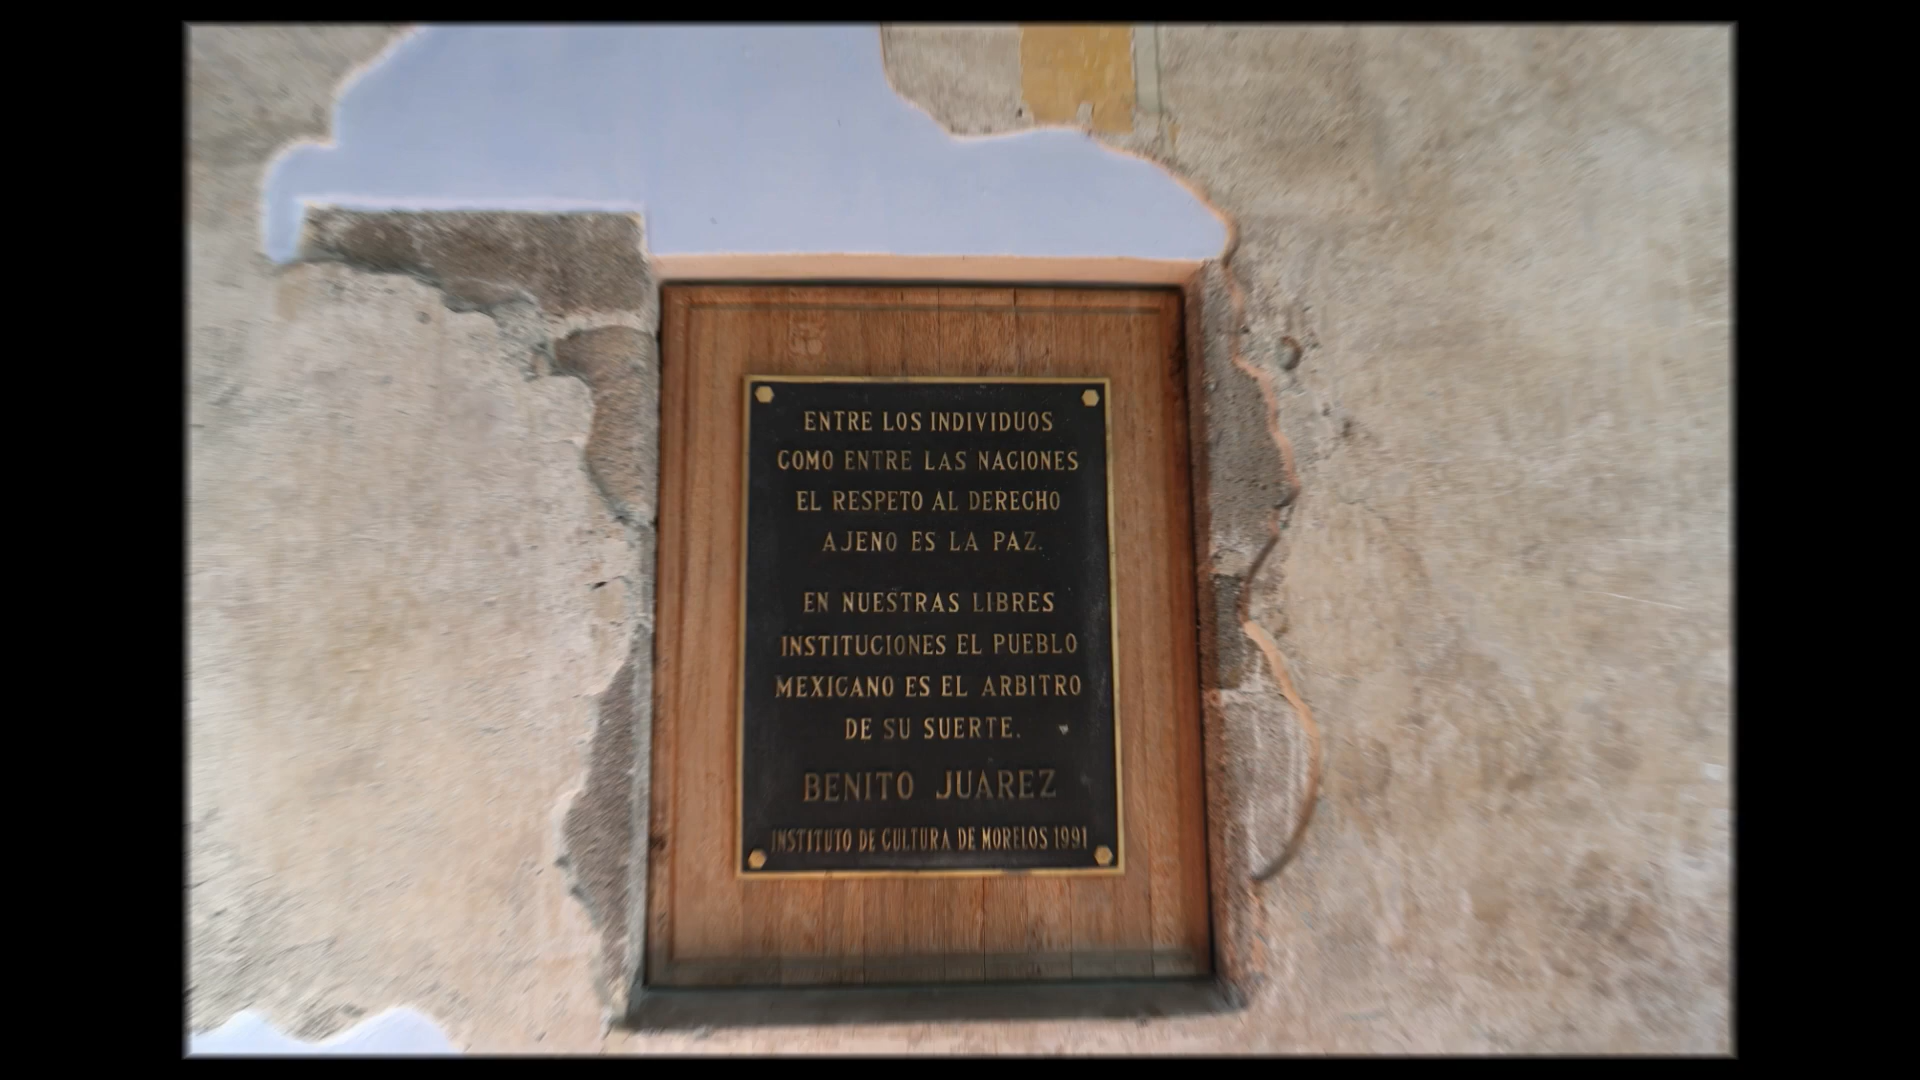 ENTRE LOS INDIVIDUOS
COMO ENTRE LAS NACIONES
EL RESPETO AL DERECHO
AJENO ES LA PAZ.
EN NUESTRAS LIBRES
INSTITUCIONES EL PUEBLO
MEXICANO ES EL ARBITRO
DE SU SUERTE.
BENITO JUAREZ
INSTITUTO DE CULTURA DE MORELOS 1991